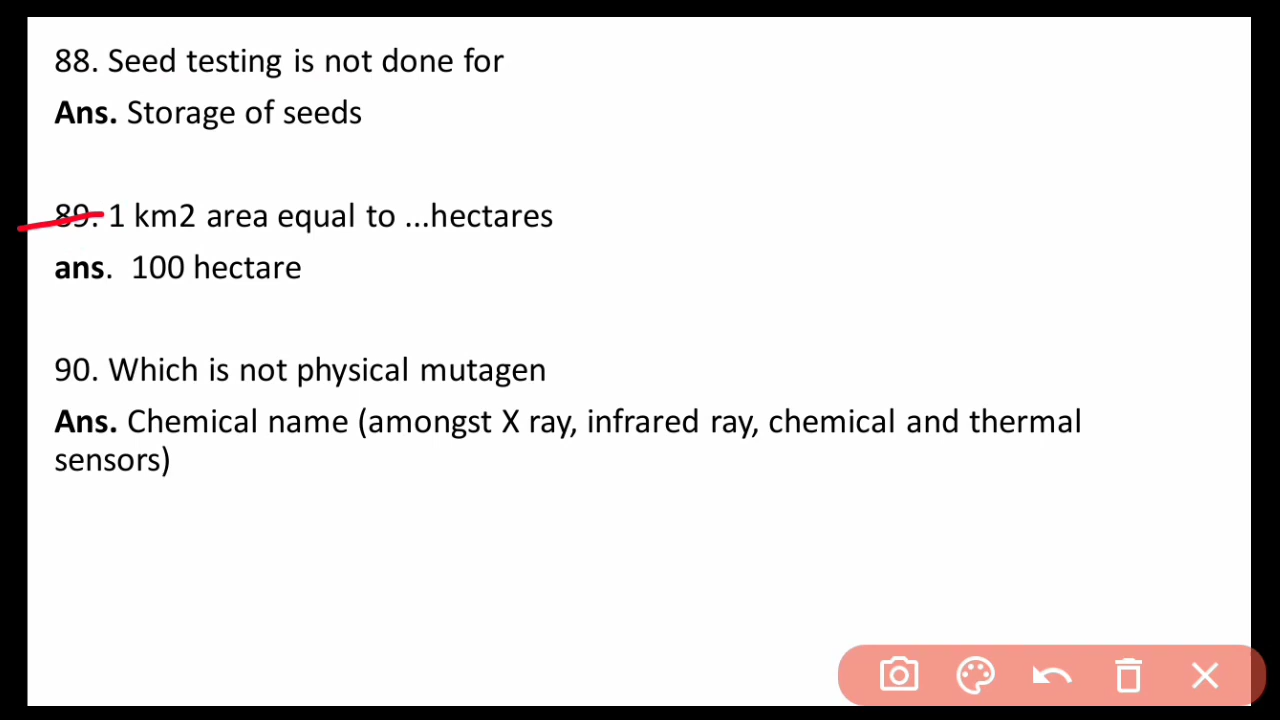 88. Seed testing is not done for
Ans. Storage of seeds
89. 1 km2 area equal to ...hectares
ans.  100 hectare
90. Which is not physical mutagen
Ans. Chemical name (amongst X ray, infrared ray, chemical and thermal
sensors)